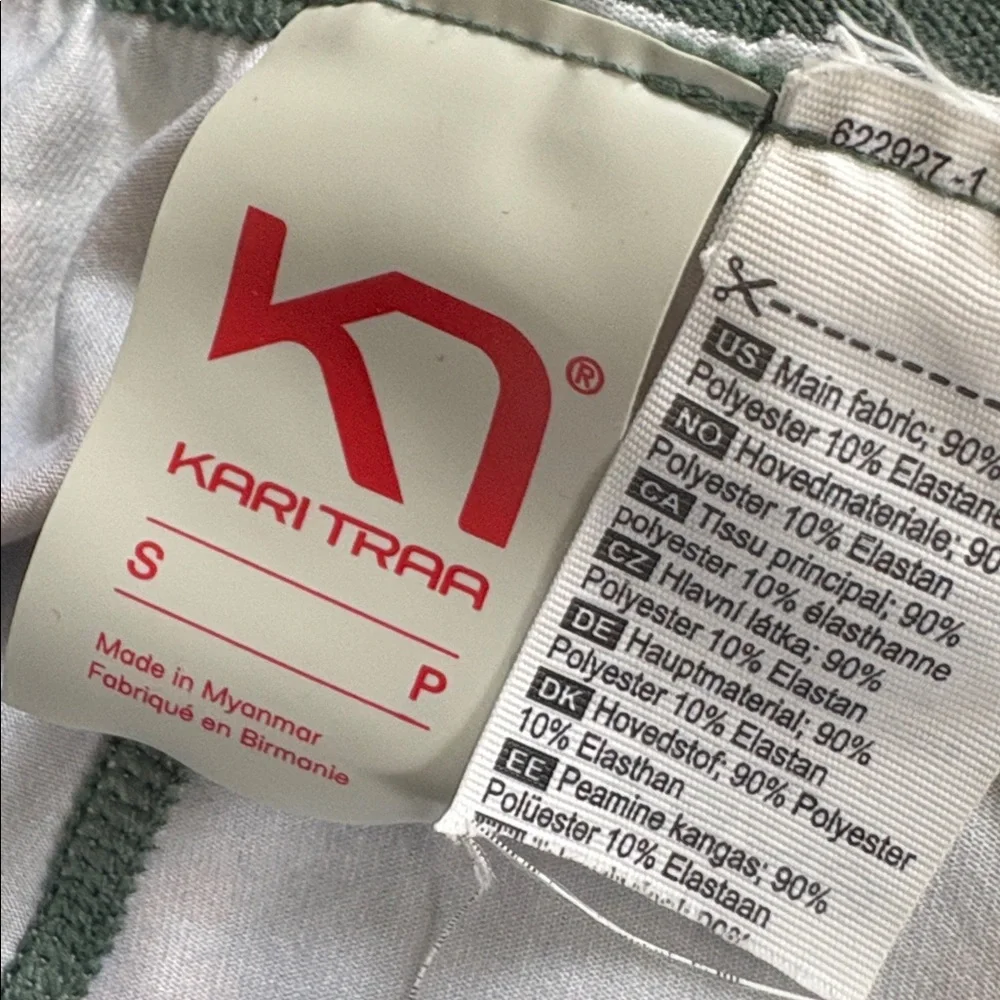 KARI TRAA
®
S
P
Made in Myanmar
Fabriqué en Birmanie
622927-1
US Main fabric; 90%
Polyester 10% Elastan
NO Hovedmateriale; 90
Polyester 10% Elastan
CA Tissu principal; 90%
polyester 10% élasthanne
CZ Hlavní látka; 90%
Polyester 10% Elastan
DE Hauptmaterial; 90%
Polyester 10% Elastan
DK Hovedstof; 90% Polyester
10% Elasthan
EE Peamine kangas; 90%
Polüester 10% Elastaan